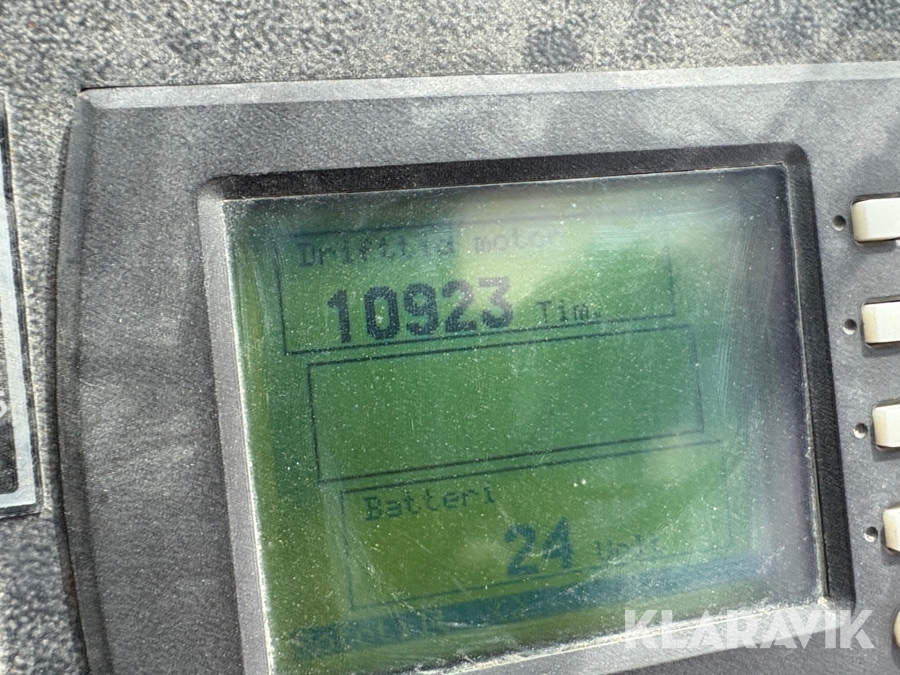 Drifttid motor
10923 Tim.
Batteri
24 Volt
KLARAVIK